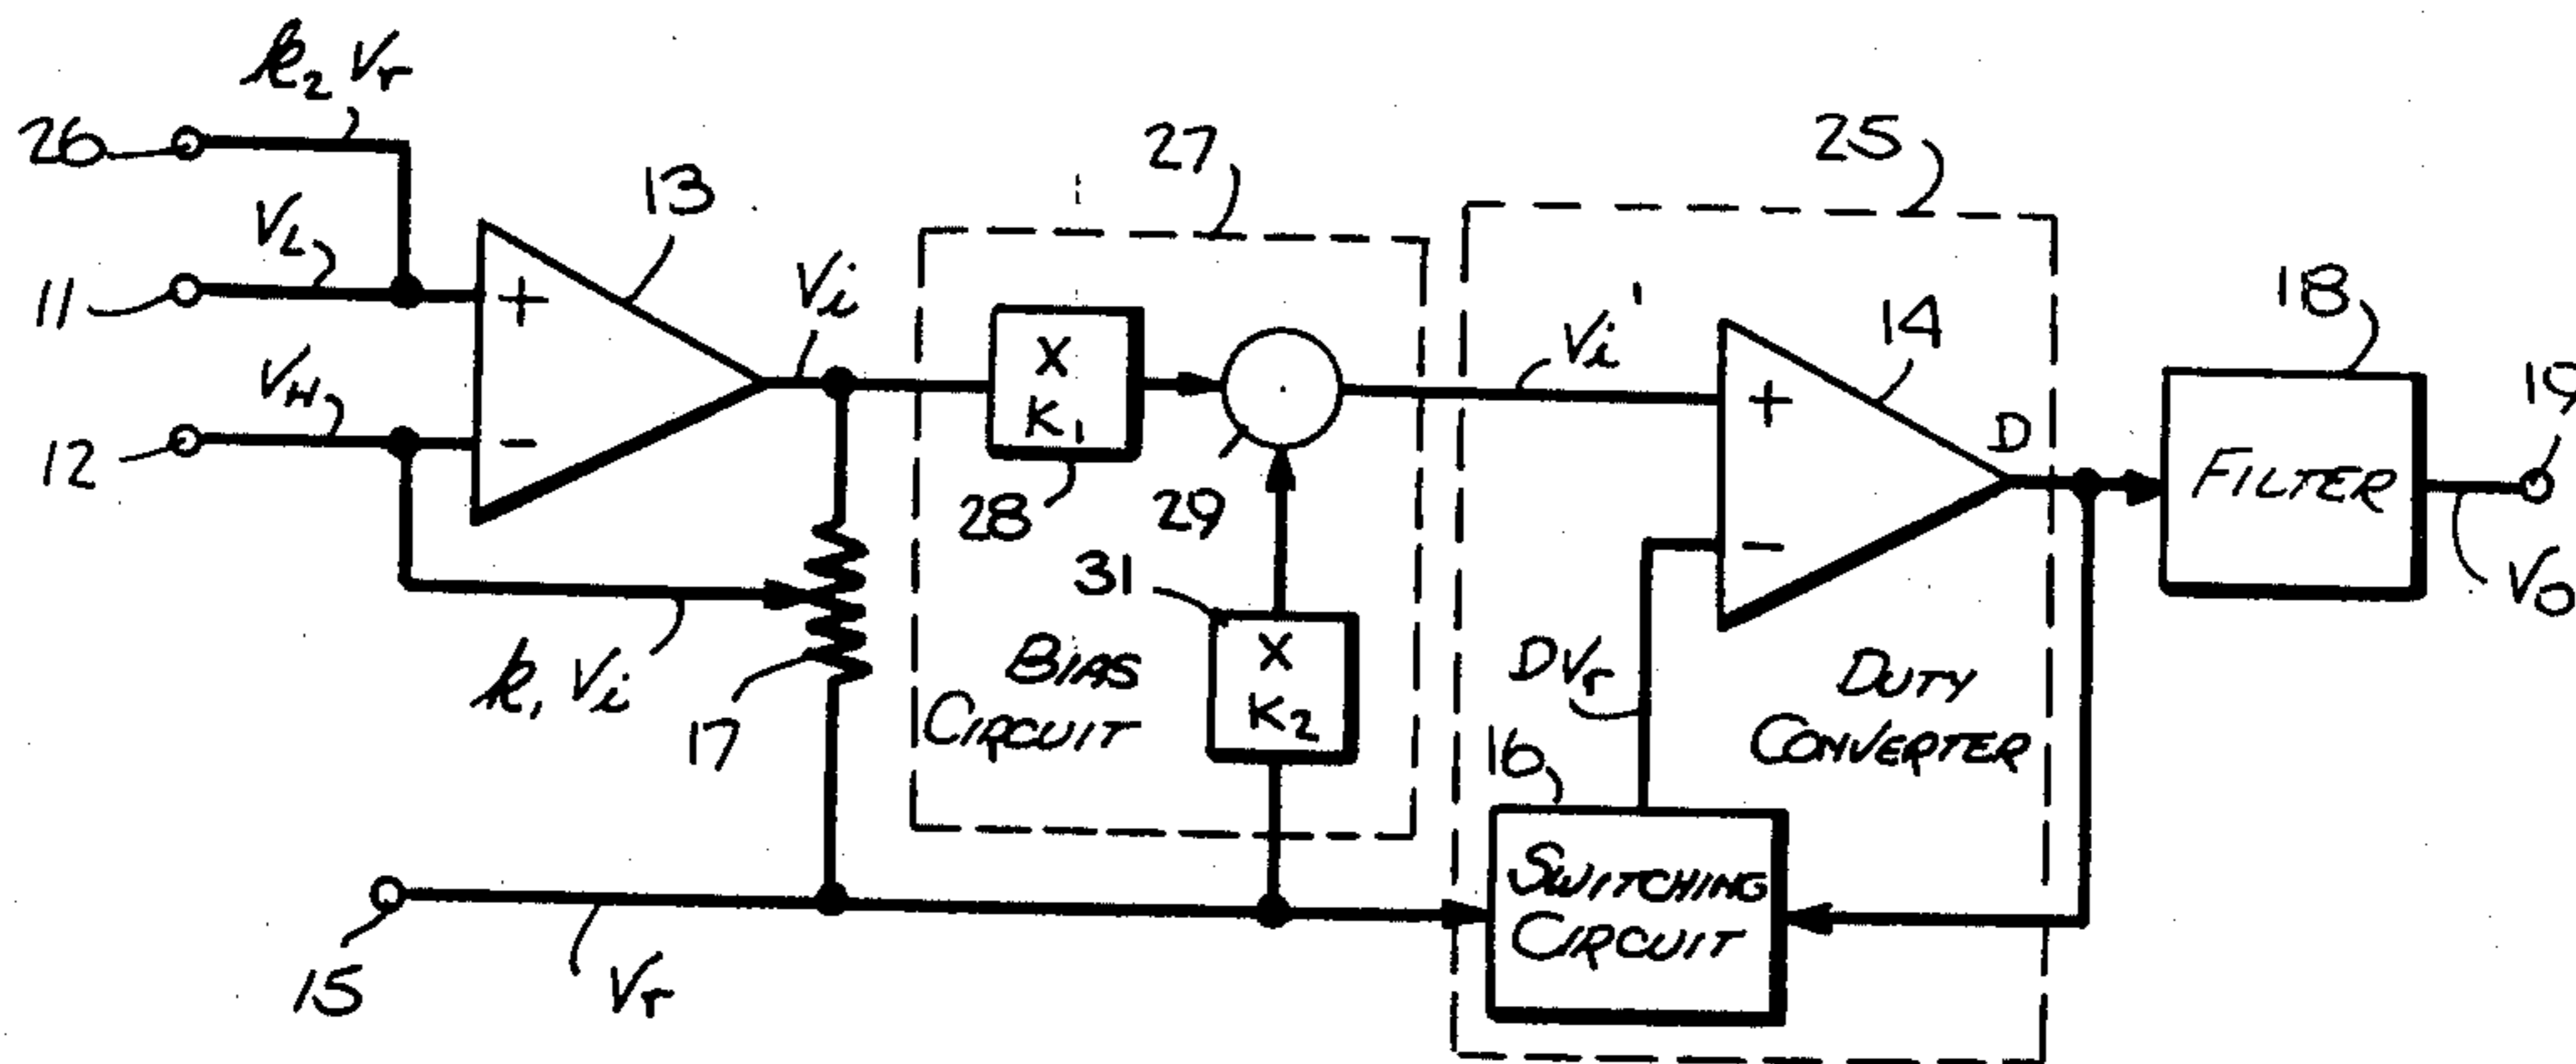 k₂ Vr
26
VL
11
VH
12
13
+
-
Vi
k₁ Vi
17
27
X
K₁
28
29
31
X
K₂
BIAS
CIRCUIT
Vi'
25
14
+
-
D
DVr
DUTY
CONVERTER
16
SWITCHING
CIRCUIT
18
FILTER
19
VO
15
Vr